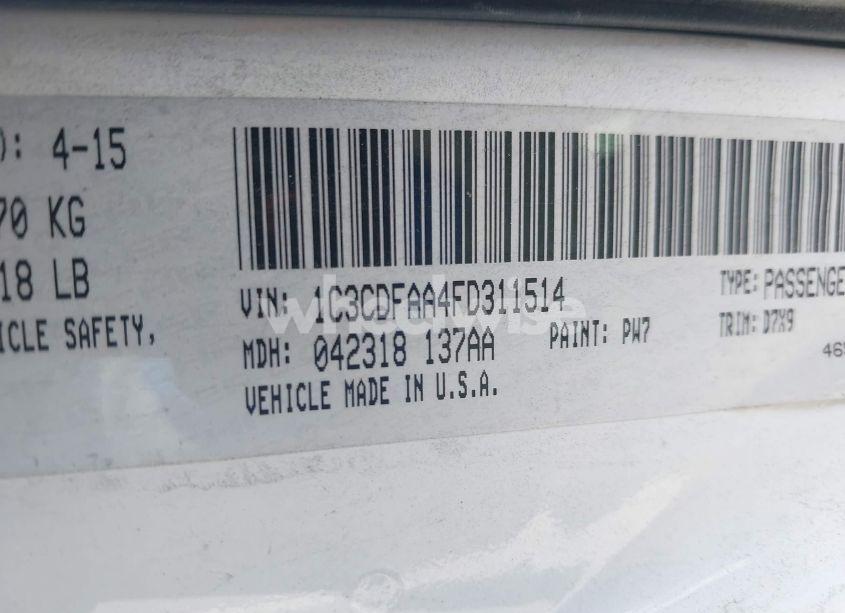 ): 4-15
70 KG
18 LB
ICLE SAFETY,
VIN: 1C3CDFAA4FD311514
TYPE: PASSENGE
MDH: 042318 137AA
PAINT: PW7
TRIM: D7X9
VEHICLE MADE IN U.S.A.
wheelwise